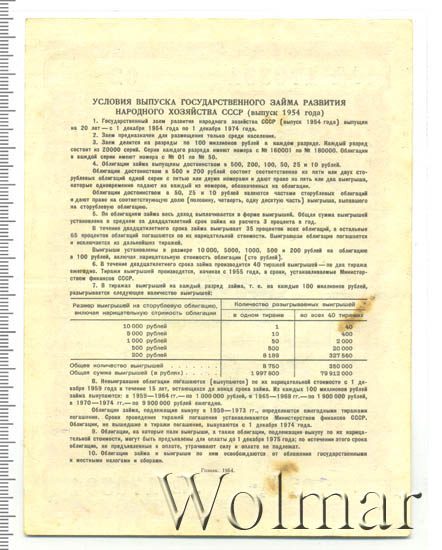 УСЛОВИЯ ВЫПУСКА ГОСУДАРСТВЕННОГО ЗАЙМА РАЗВИТИЯ
НАРОДНОГО ХОЗЯЙСТВА СССР (выпуск 1954 года)
1. Государственный заем развития народного хозяйства СССР (выпуск 1954 года) выпущен
на 20 лет—с 1 декабря 1954 года по 1 декабря 1974 года.
2. Заем предназначен для размещения только среди населения.
3. Заем делится на разряды по 100 миллионов рублей в каждом разряде. Каждый разряд
состоит из 20000 серий. Серии каждого разряда имеют номера с № 160001 по № 180000. Облигации
в каждой серии имеют номера с № 01 по № 50.
4. Облигации займа выпущены достоинством в 500, 200, 100, 50, 25 и 10 рублей.
Облигации достоинством в 500 и 200 рублей состоят соответственно из пяти или двух сто-
рублевых облигаций одной серии с пятью или двумя номерами и дают право на пять или два выигрыша,
которые одновременно падают на каждый из номеров, обозначенных на облигации.
Облигации достоинством в 50, 25 и 10 рублей являются частями сторублевых облигаций
и дают право на соответствующую долю (половину, четверть, одну десятую часть) выигрыша, выпавшего
на сторублевую облигацию.
5. По облигациям займа весь доход выплачивается в форме выигрышей. Общая сумма выигрышей
установлена в среднем за двадцатилетний срок займа из расчета 3 процента в год.
В течение двадцатилетнего срока займа выигрывает 35 процентов всех облигаций, а остальные
65 процентов облигаций погашаются по их нарицательной стоимости. Выигравшая облигация погашается
и исключается из дальнейших тиражей.
Выигрыши установлены в размере 10000, 5000, 1000, 500 и 200 рублей на облигацию
в 100 рублей, включая нарицательную стоимость облигации (сто рублей).
6. В течение двадцатилетнего срока займа производится 40 тиражей выигрышей—по два тиража
ежегодно. Тиражи выигрышей производятся, начиная с 1955 года, в сроки, устанавливаемые Министер-
ством финансов СССР.
7. В тиражах выигрышей на каждый разряд займа, т. е. на каждые 100 миллионов рублей,
разыгрывается следующее количество выигрышей:
Размер выигрышей на сторублевую облигацию, Количество разыгрываемых выигрышей
включая нарицательную стоимость облигации в одном тираже во всех 40 тиражах
10 000 рублей 1 40
5 000 рублей 10 400
1 000 рублей 50 2 000
500 рублей 500 20 000
200 рублей 8 189 327 560
Общее количество выигрышей 8 750 350 000
Общая сумма выигрышей (в рублях) 1 997 800 79 912 000
8. Невыигравшие облигации погашаются (выкупаются) по их нарицательной стоимости с 1 де-
кабря 1959 года в течение 15 лет, остающихся до конца срока займа. Из каждых 100 миллионов рублей
займа выкупаются: в 1959—1964 гг.—по 1 000 000 рублей, в 1965—1969 гг.—по 1 900 000 рублей,
в 1970—1974 гг.—по 9 900 000 рублей ежегодно.
Облигации займа, подлежащие выкупу в 1959—1973 гг., определяются ежегодными тиражами
погашения. Сроки проведения тиражей погашения устанавливаются Министерством финансов СССР.
Облигации, не вышедшие в тиражи погашения, выкупаются с 1 декабря 1974 года.
9. Облигации, на которые пали выигрыши, а также облигации, подлежащие выкупу по их нарица-
тельной стоимости, могут быть предъявлены для оплаты до 1 декабря 1975 года; по истечении этого срока
облигации, не предъявленные к оплате, утрачивают силу и оплате не подлежат.
10. Облигации займа и выигрыши по ним освобождаются от обложения государственными
и местными налогами и сборами.
Гознак. 1954.
Wolmar